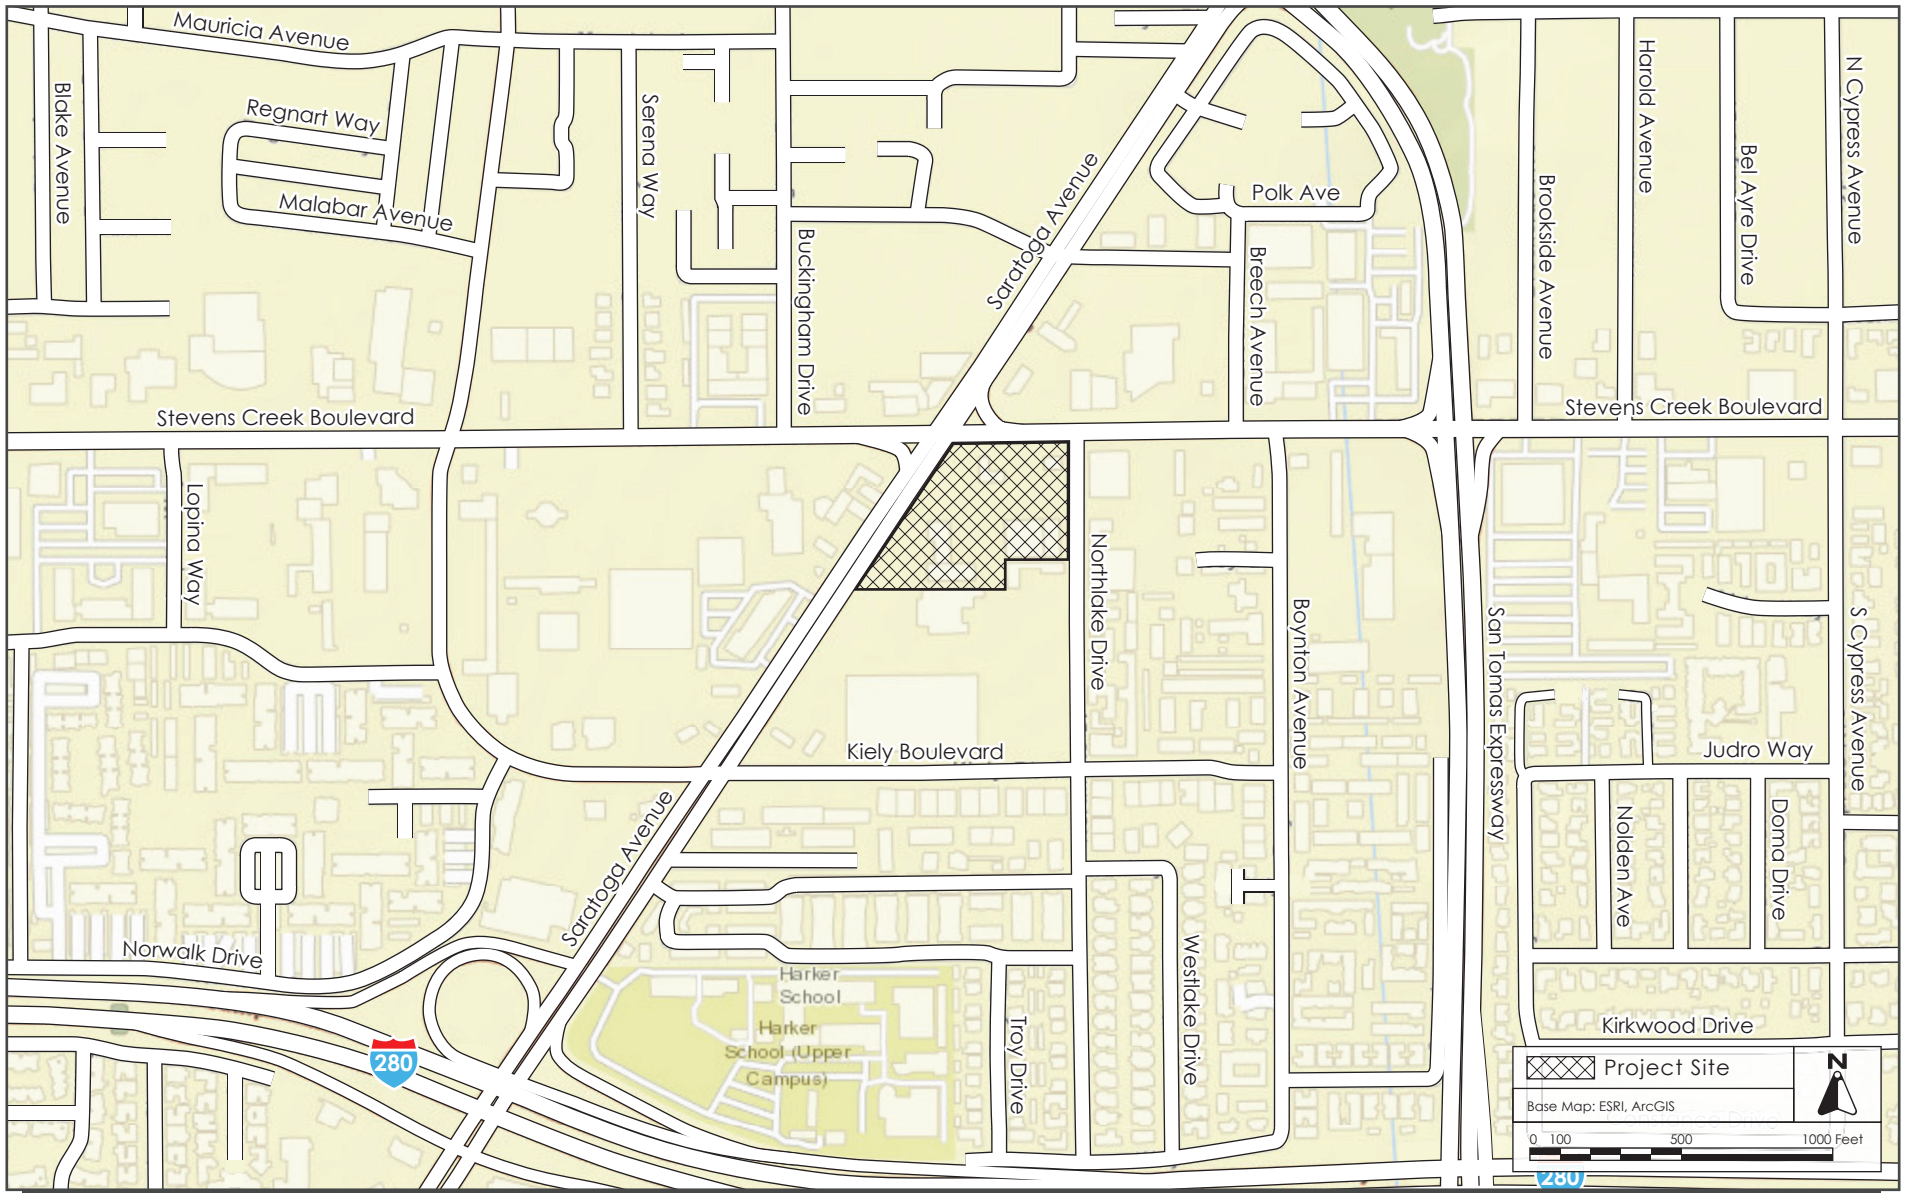 Mauricia Avenue
Blake Avenue
Regnart Way
Malabar Avenue
Serena Way
Buckingham Drive
Saratoga Avenue
Polk Ave
Breech Avenue
Brookside Avenue
Harold Avenue
Bel Ayre Drive
N Cypress Avenue
Stevens Creek Boulevard
Stevens Creek Boulevard
Lopina Way
Northlake Drive
Boynton Avenue
San Tomas Expressway
S Cypress Avenue
Kiely Boulevard
Judro Way
Saratoga Avenue
Nolden Ave
Doma Drive
Norwalk Drive
Westlake Drive
Harker
School
Harker
School (Upper
Campus)
Troy Drive
Kirkwood Drive
280
Project Site
N
Base Map: ESRI, ArcGIS
0 100 500 1000 Feet
280